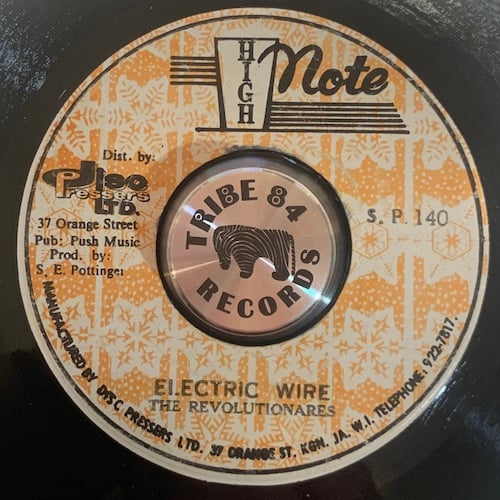 HIGH
Note
Dist. by:
Disc
Pressers
LTD.
37 Orange Street
Pub: Push Music
Prod. by:
S. E. Pottinger
S. P. 140
TRIBE 84
RECORDS
ELECTRIC WIRE
THE REVOLUTIONARES
MANUFACTURED BY DISC PRESSERS LTD, 37 ORANGE ST. KGN. JA. W.I. TELEPHONE: 922-7817.